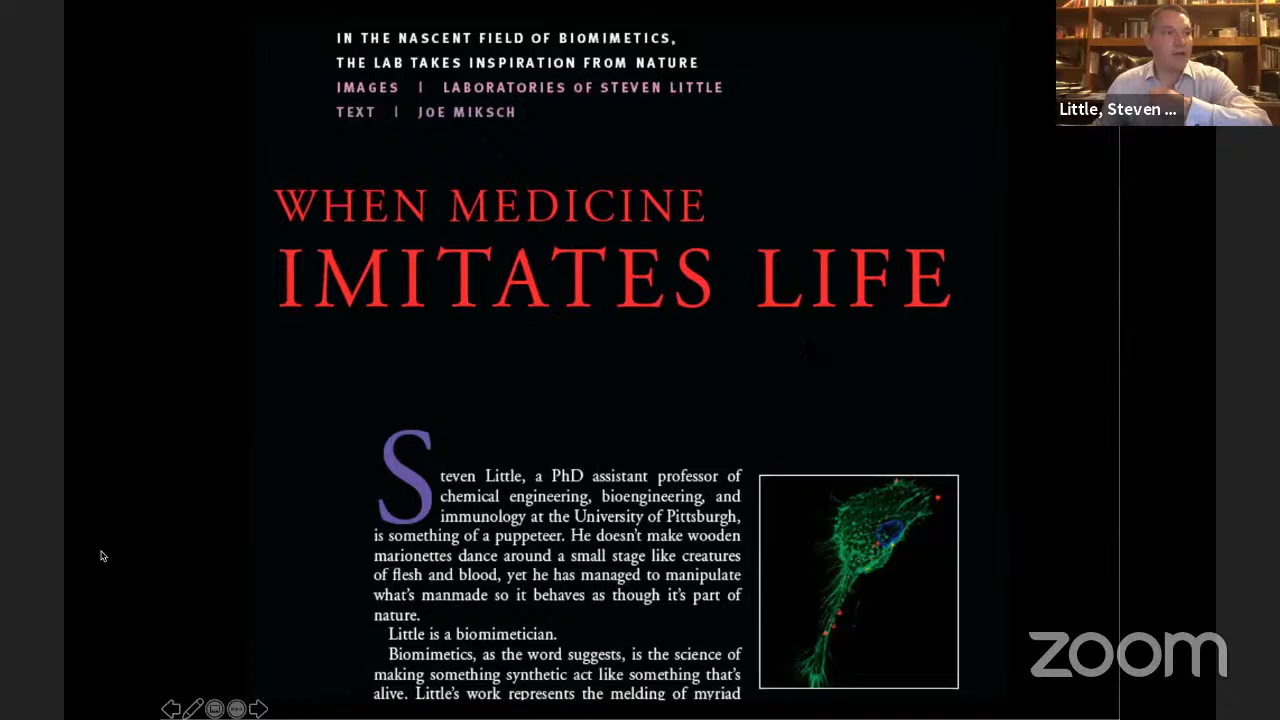 IN THE NASCENT FIELD OF BIOMIMETICS,
THE LAB TAKES INSPIRATION FROM NATURE
IMAGES | LABORATORIES OF STEVEN LITTLE
TEXT | JOE MIKSCH
Little, Steven ...
WHEN MEDICINE
IMITATES LIFE
Steven Little, a PhD assistant professor of
chemical engineering, bioengineering, and
immunology at the University of Pittsburgh,
is something of a puppeteer. He doesn't make wooden
marionettes dance around a small stage like creatures
of flesh and blood, yet he has managed to manipulate
what's manmade so it behaves as though it's part of
nature.
Little is a biomimetician.
Biomimetics, as the word suggests, is the science of
making something synthetic act like something that's
alive. Little's work represents the melding of myriad
zoom